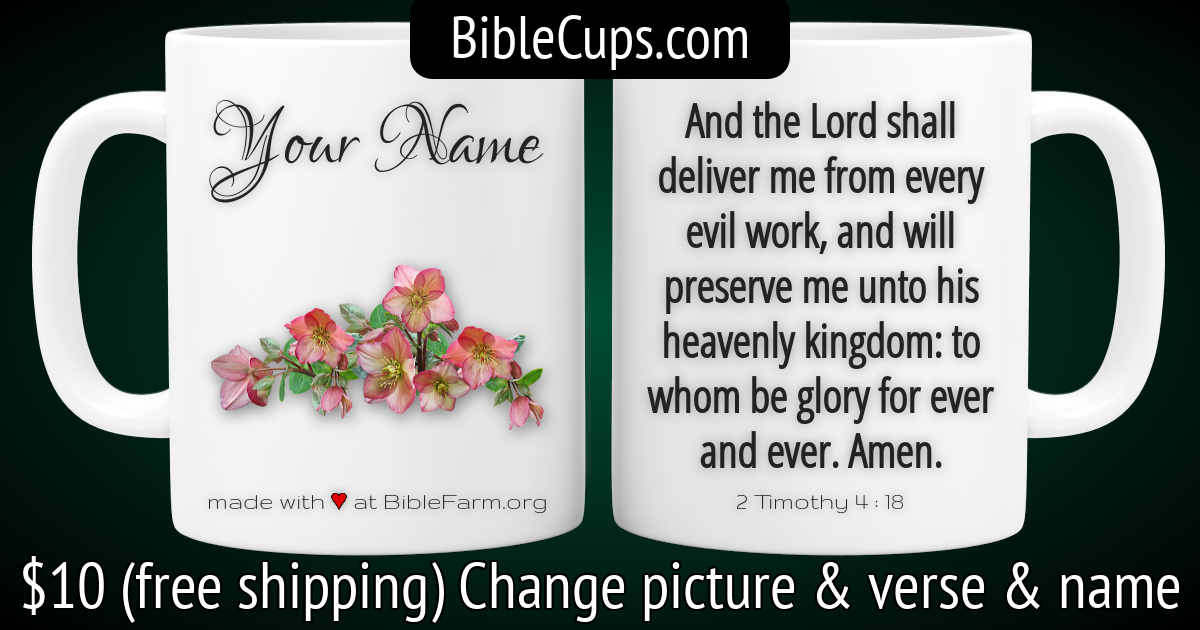 BibleCups.com
Your Name
made with ♥ at BibleFarm.org
And the Lord shall
deliver me from every
evil work, and will
preserve me unto his
heavenly kingdom: to
whom be glory for ever
and ever. Amen.
2 Timothy 4 : 18
$10 (free shipping) Change picture & verse & name